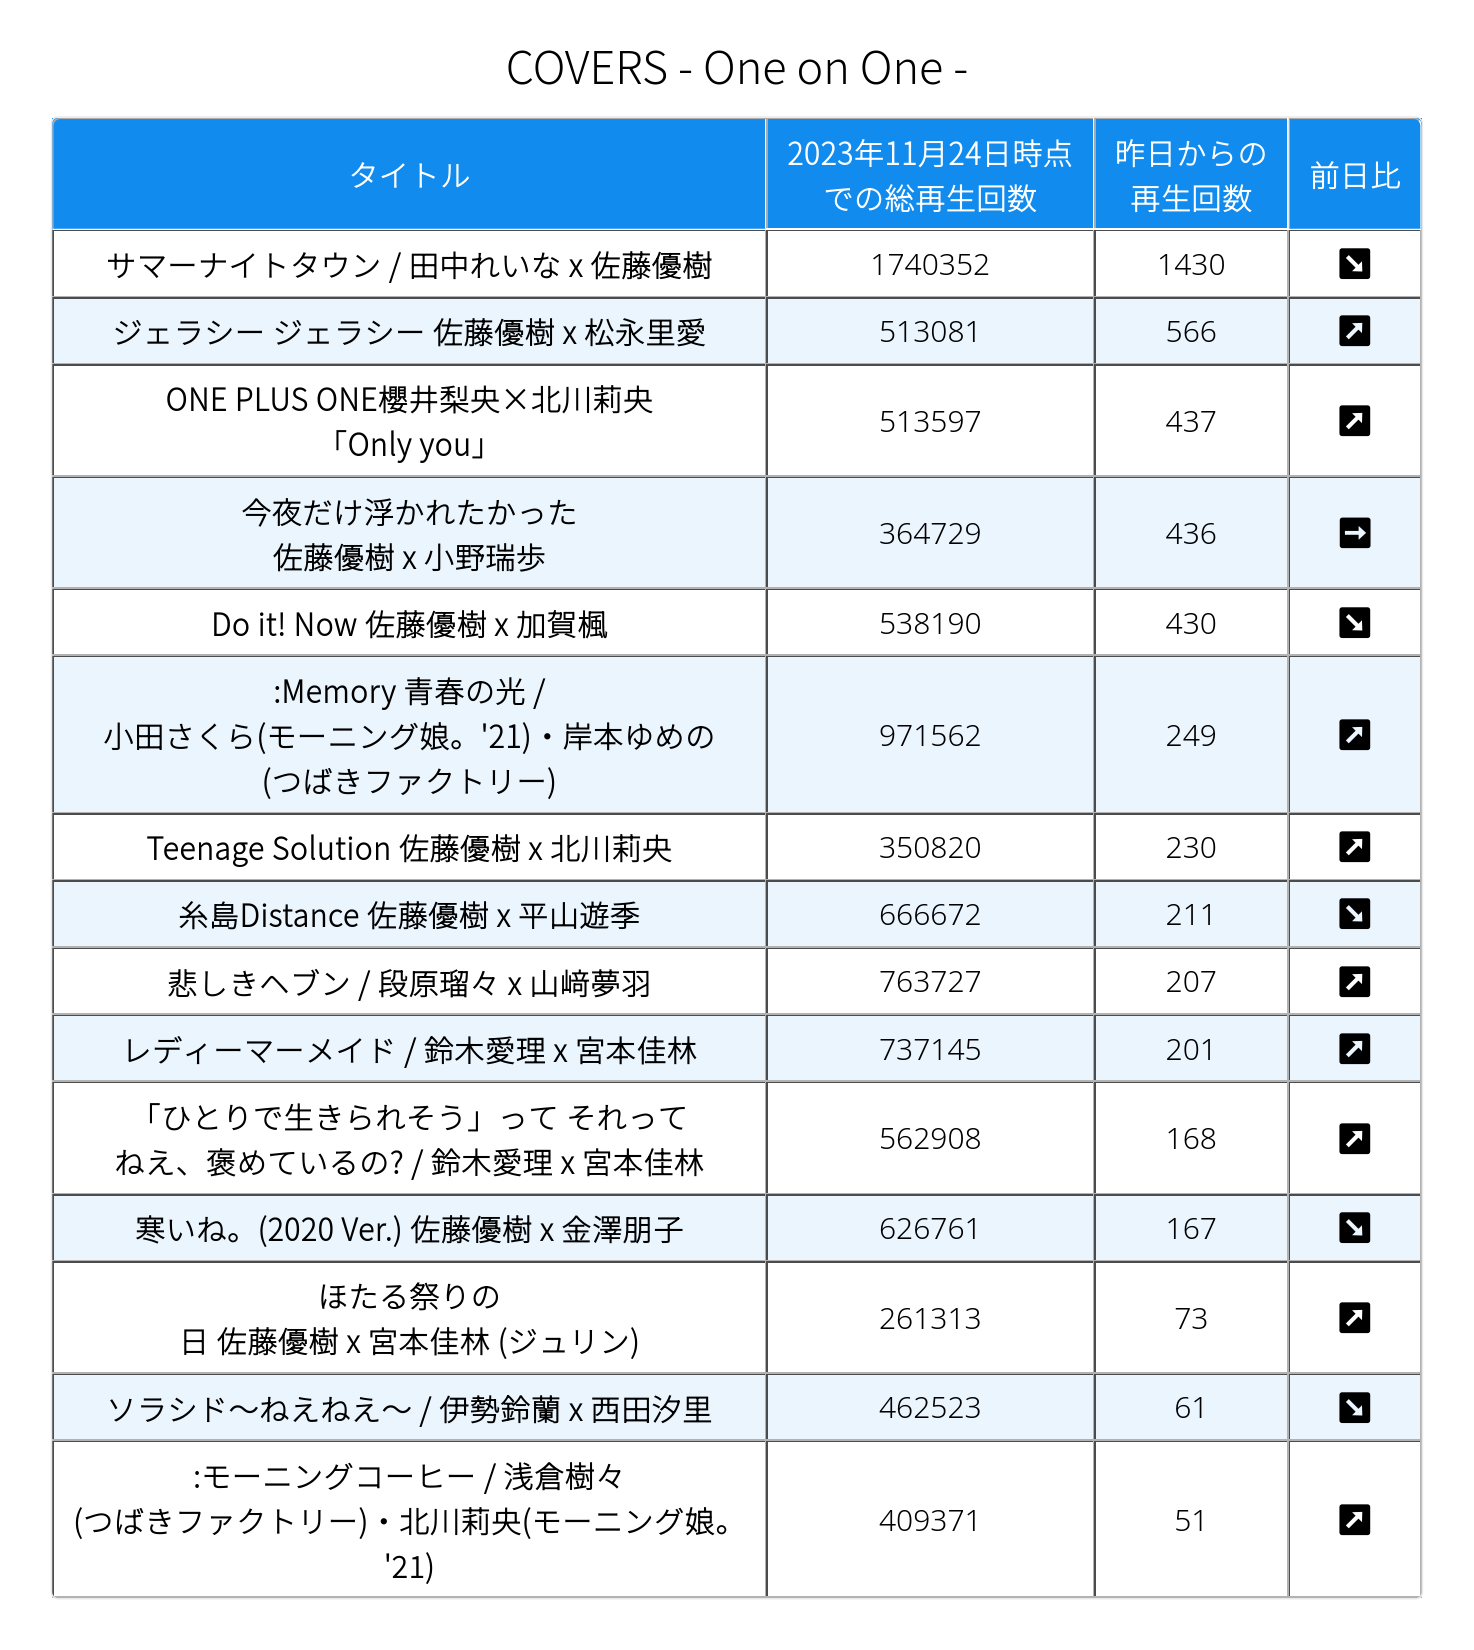 COVERS - One on One -
タイトル
2023年11月24日時点
での総再生回数
昨日からの
再生回数
前日比
サマーナイトタウン / 田中れいな x 佐藤優樹
1740352
1430
ジェラシー ジェラシー 佐藤優樹 x 松永里愛
513081
566
ONE PLUS ONE櫻井梨央×北川莉央
「Only you」
513597
437
今夜だけ浮かれたかった
佐藤優樹 x 小野瑞歩
364729
436
Do it! Now 佐藤優樹 x 加賀楓
538190
430
:Memory 青春の光 /
小田さくら(モーニング娘。'21)・岸本ゆめの
(つばきファクトリー)
971562
249
Teenage Solution 佐藤優樹 x 北川莉央
350820
230
糸島Distance 佐藤優樹 x 平山遊季
666672
211
悲しきヘブン / 段原瑠々 x 山﨑夢羽
763727
207
レディーマーメイド / 鈴木愛理 x 宮本佳林
737145
201
「ひとりで生きられそう」って それって
ねえ、褒めているの? / 鈴木愛理 x 宮本佳林
562908
168
寒いね。(2020 Ver.) 佐藤優樹 x 金澤朋子
626761
167
ほたる祭りの
日 佐藤優樹 x 宮本佳林 (ジュリン)
261313
73
ソラシド～ねえねえ～ / 伊勢鈴蘭 x 西田汐里
462523
61
:モーニングコーヒー / 浅倉樹々
(つばきファクトリー)・北川莉央(モーニング娘。
'21)
409371
51